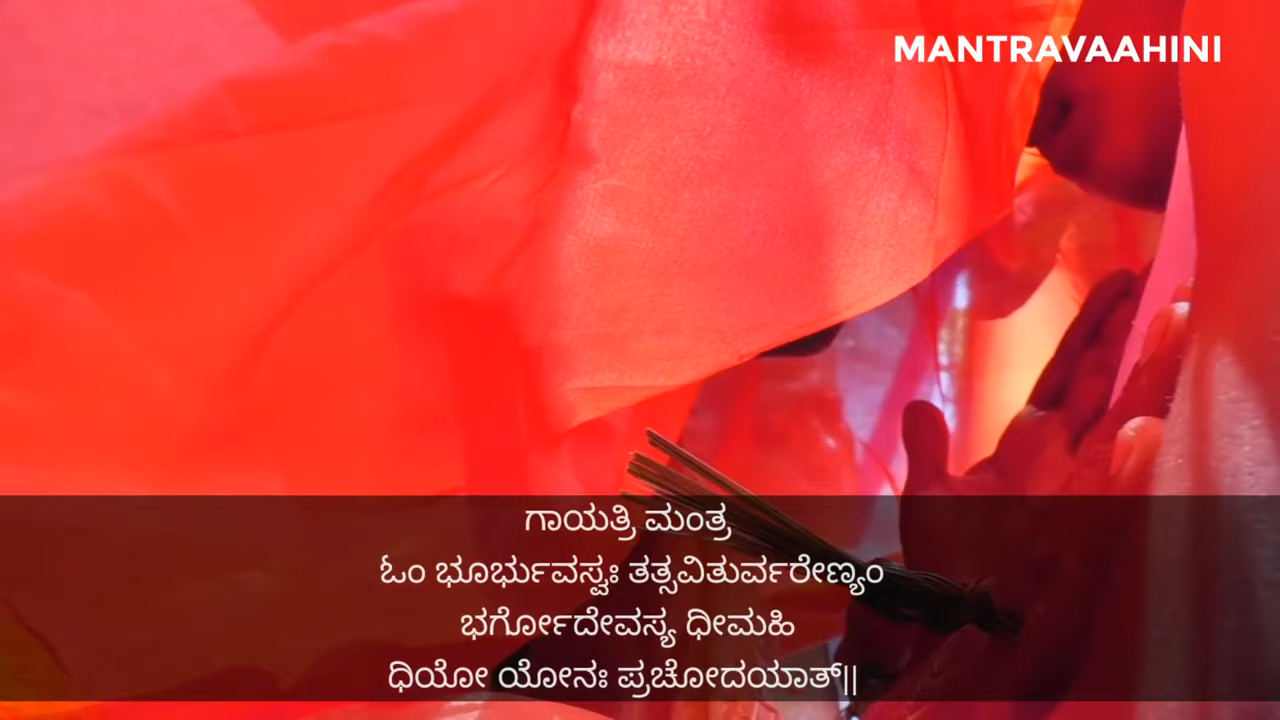 MANTRAVAAHINI
ಗಾಯತ್ರಿ ಮಂತ್ರ
ಓಂ ಭೂರ್ಭುವಸ್ವಃ ತತ್ಸವಿತುರ್ವರೇಣ್ಯಂ
ಭರ್ಗೋದೇವಸ್ಯ ಧೀಮಹಿ
ಧಿಯೋ ಯೋನಃ ಪ್ರಚೋದಯಾತ್||